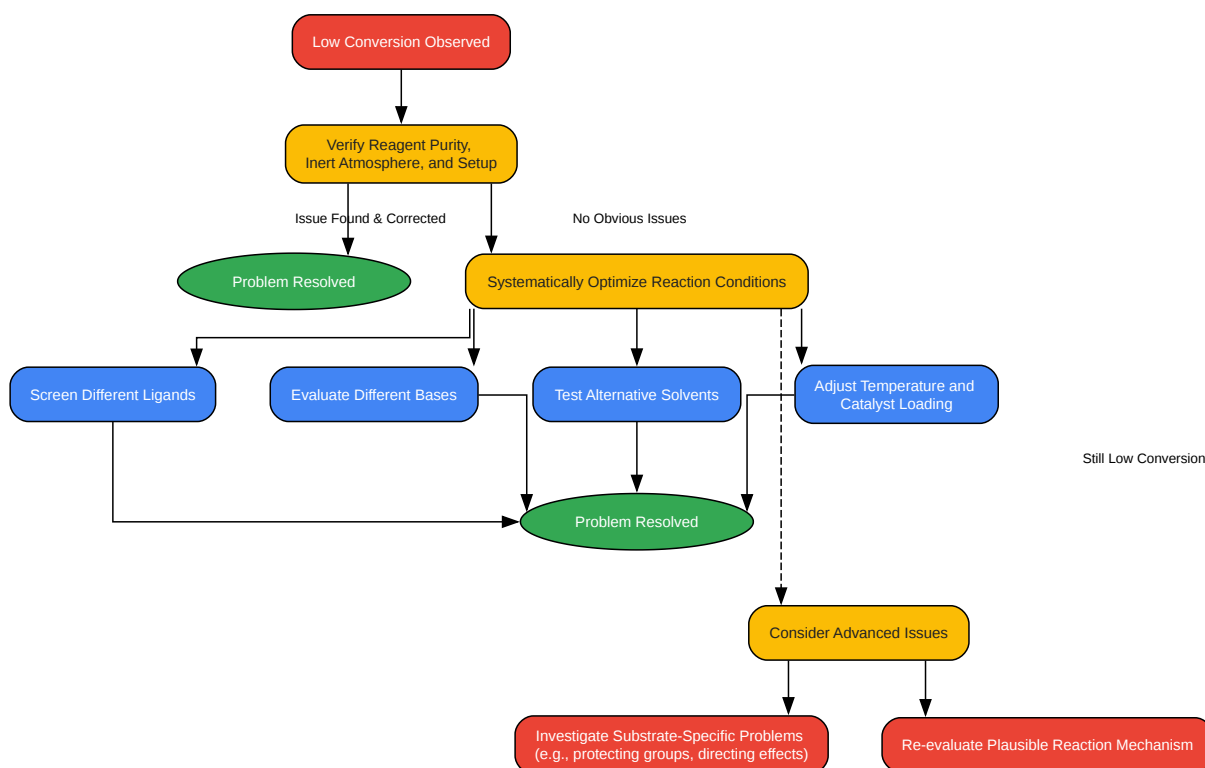 Low Conversion Observed
Verify Reagent Purity,
Inert Atmosphere, and Setup
Issue Found & Corrected
No Obvious Issues
Problem Resolved
Systematically Optimize Reaction Conditions
Screen Different Ligands
Evaluate Different Bases
Test Alternative Solvents
Adjust Temperature and
Catalyst Loading
Still Low Conversion
Problem Resolved
Consider Advanced Issues
Investigate Substrate-Specific Problems
(e.g., protecting groups, directing effects)
Re-evaluate Plausible Reaction Mechanism